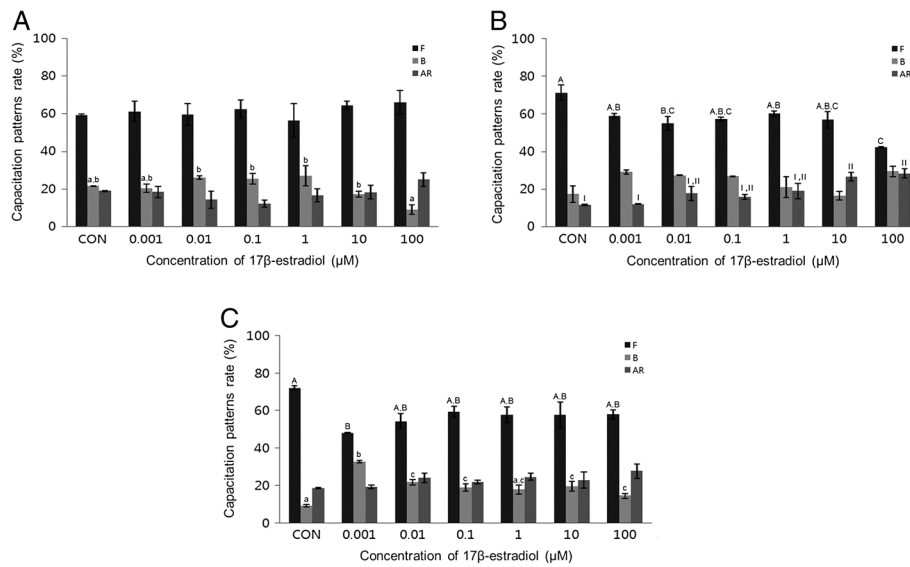 A
Capacitation patterns rate (%)
100
80
60
40
20
0
F
B
AR
a,b
a,b
b
b
b
b
a
CON 0.001 0.01 0.1 1 10 100
Concentration of 17β-estradiol (μM)
B
Capacitation patterns rate (%)
100
80
60
40
20
0
F
B
AR
A
A,B
B,C
A,B,C
A,B
A,B,C
C
I
I
I,II
I,II
I,II
II
II
CON 0.001 0.01 0.1 1 10 100
Concentration of 17β-estradiol (μM)
C
Capacitation patterns rate (%)
100
80
60
40
20
0
F
B
AR
A
B
A,B
A,B
A,B
A,B
A,B
a
b
c
c
a,c
c
c
CON 0.001 0.01 0.1 1 10 100
Concentration of 17β-estradiol (μM)